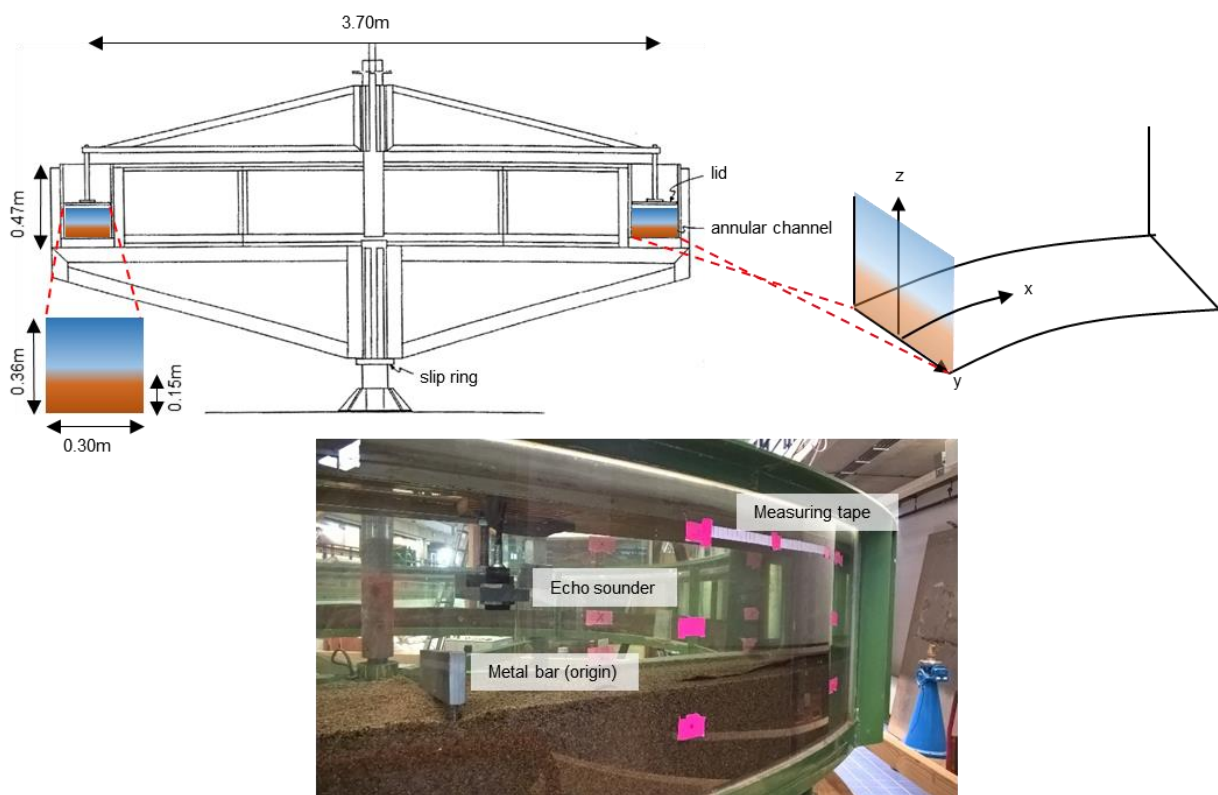 3.70m
0.47m
lid
annular channel
z
x
y
0.36m
0.15m
0.30m
slip ring
Measuring tape
Echo sounder
Metal bar (origin)